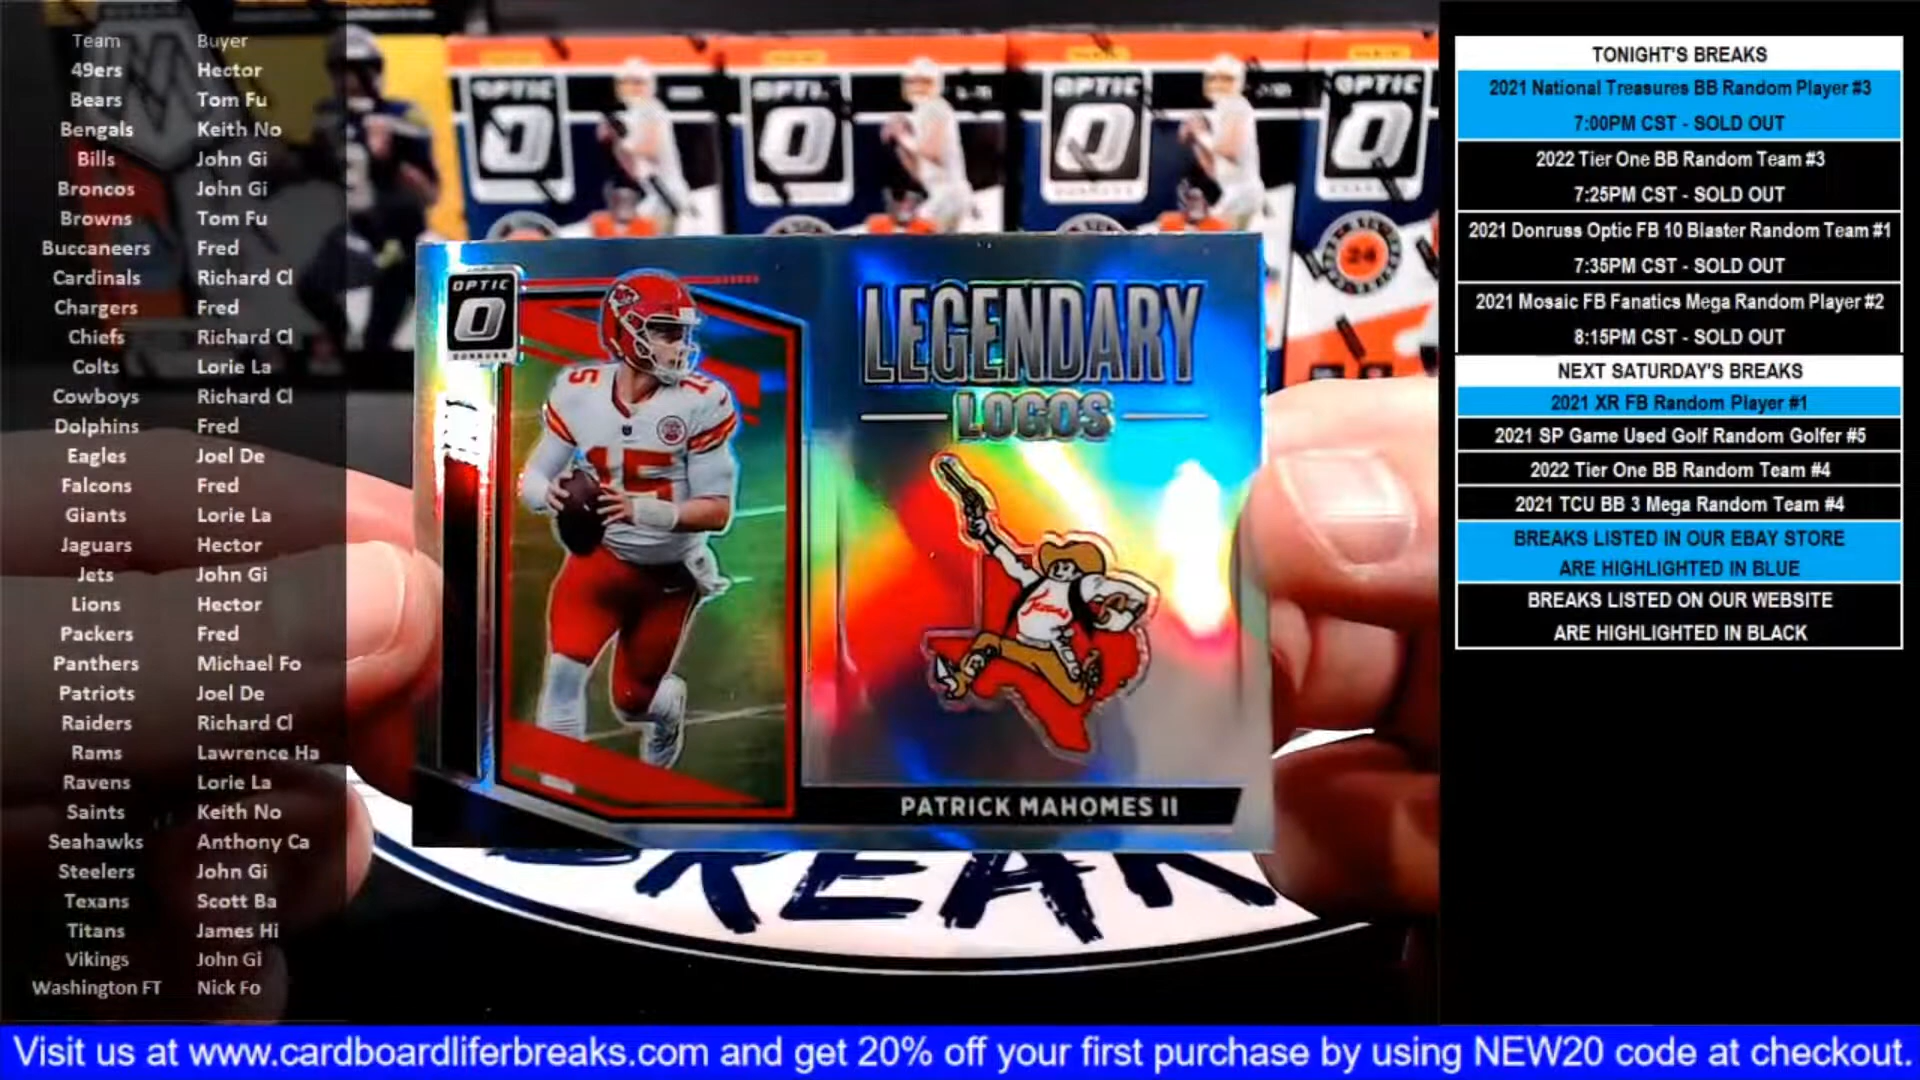 Team Buyer
49ers Hector
Bears Tom Fu
Bengals Keith No
Bills John Gi
Broncos John Gi
Browns Tom Fu
Buccaneers Fred
Cardinals Richard Cl
Chargers Fred
Chiefs Richard Cl
Colts Lorie La
Cowboys Richard Cl
Dolphins Fred
Eagles Joel De
Falcons Fred
Giants Lorie La
Jaguars Hector
Jets John Gi
Lions Hector
Packers Fred
Panthers Michael Fo
Patriots Joel De
Raiders Richard Cl
Rams Lawrence Ha
Ravens Lorie La
Saints Keith No
Seahawks Anthony Ca
Steelers John Gi
Texans Scott Ba
Titans James Hi
Vikings John Gi
Washington FT Nick Fo
OPTIC
OPTIC
OPTIC
OPTIC
DONRUSS
LEGENDARY
LOGOS
5 15
15
Texans
PATRICK MAHOMES II
BREAK
TONIGHT'S BREAKS
2021 National Treasures BB Random Player #3
7:00PM CST - SOLD OUT
2022 Tier One BB Random Team #3
7:25PM CST - SOLD OUT
2021 Donruss Optic FB 10 Blaster Random Team #1
7:35PM CST - SOLD OUT
2021 Mosaic FB Fanatics Mega Random Player #2
8:15PM CST - SOLD OUT
NEXT SATURDAY'S BREAKS
2021 XR FB Random Player #1
2021 SP Game Used Golf Random Golfer #5
2022 Tier One BB Random Team #4
2021 TCU BB 3 Mega Random Team #4
BREAKS LISTED IN OUR EBAY STORE
ARE HIGHLIGHTED IN BLUE
BREAKS LISTED ON OUR WEBSITE
ARE HIGHLIGHTED IN BLACK
Visit us at www.cardboardliferbreaks.com and get 20% off your first purchase by using NEW20 code at checkout.